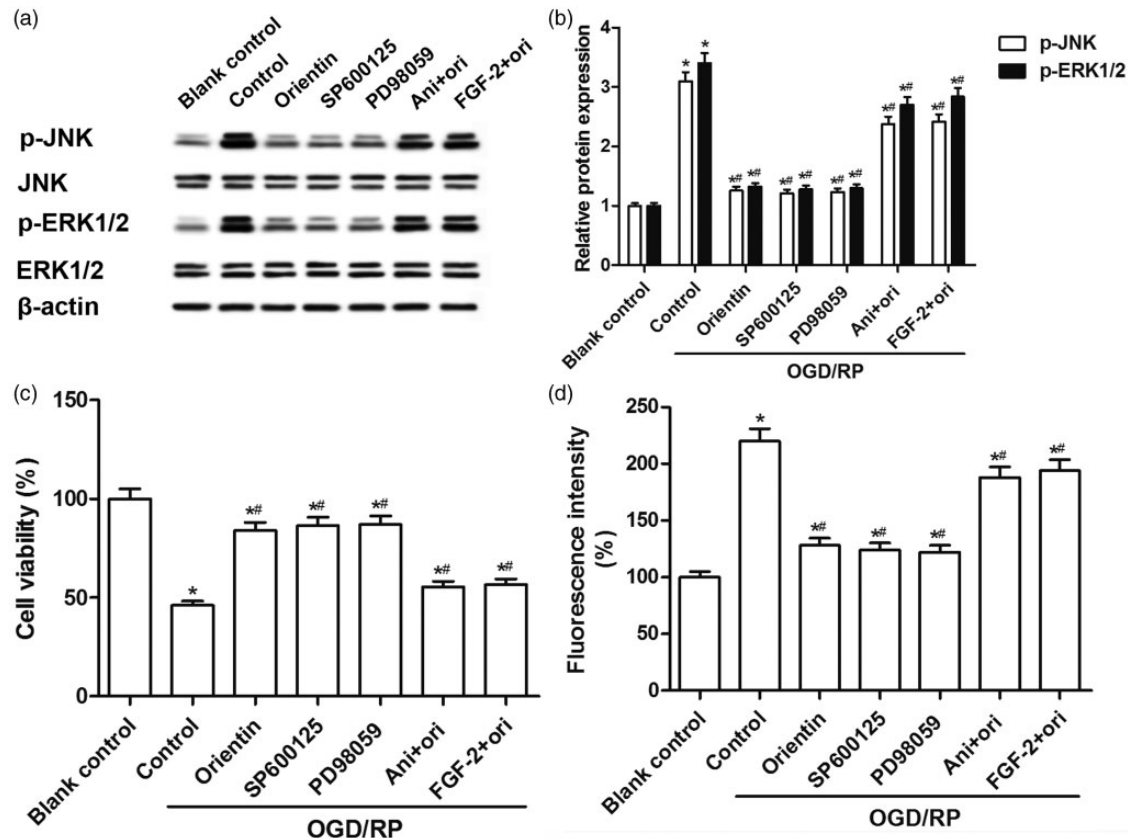 (a)
Blank control
Control
Orientin
SP600125
PD98059
Ani+ori
FGF-2+ori
p-JNK
JNK
p-ERK1/2
ERK1/2
β-actin
(b)
Relative protein expression
4
3
2
1
0
*
*
*#
*#
*#
*#
*#
*#
*#
*#
*#
*#
p-JNK
p-ERK1/2
Blank control
Control
Orientin
SP600125
PD98059
Ani+ori
FGF-2+ori
OGD/RP
(c)
Cell viability (%)
150
100
50
0
*
*#
*#
*#
*#
*#
Blank control
Control
Orientin
SP600125
PD98059
Ani+ori
FGF-2+ori
OGD/RP
(d)
Fluorescence intensity
(%)
250
200
150
100
50
0
*
*#
*#
*#
*#
*#
Blank control
Control
Orientin
SP600125
PD98059
Ani+ori
FGF-2+ori
OGD/RP